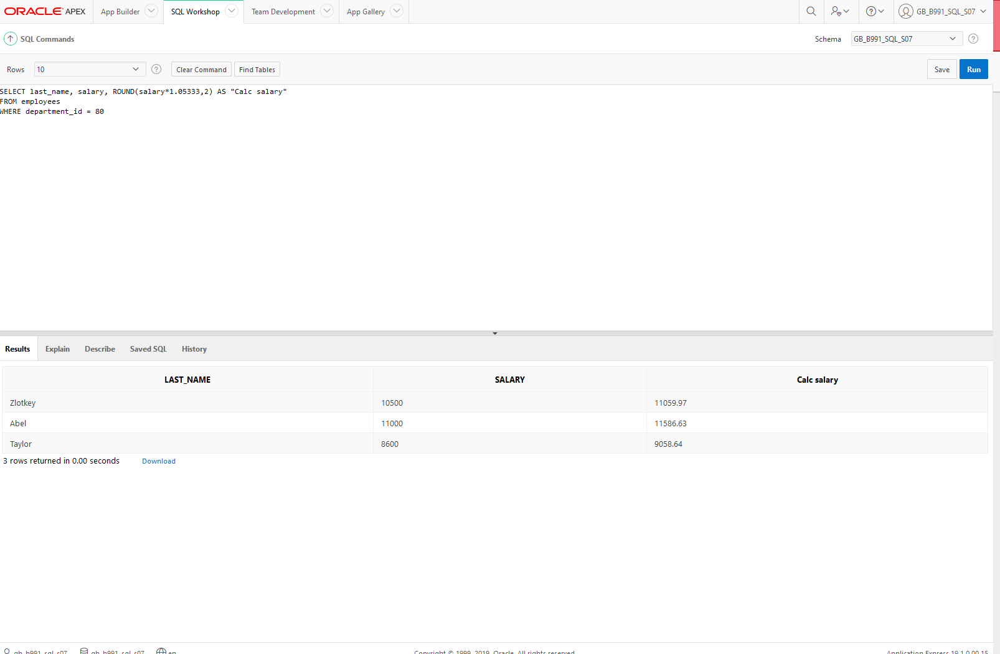 ORACLE APEX App Builder SQL Workshop Team Development App Gallery GB_B991_SQL_S07
SQL Commands Schema GB_B991_SQL_S07
Rows 10 Clear Command Find Tables Save Run
SELECT last_name, salary, ROUND(salary*1.05333,2) AS "Calc salary"
FROM employees
WHERE department_id = 80
Results Explain Describe Saved SQL History
LAST_NAME SALARY Calc salary
Zlotkey 10500 11059.97
Abel 11000 11586.63
Taylor 8600 9058.64
3 rows returned in 0.00 seconds Download
gb_b991_sql_s07 gb_b991_sql_s07 en Copyright © 1999, 2019, Oracle. All rights reserved. Application Express 19.1.0.00.15